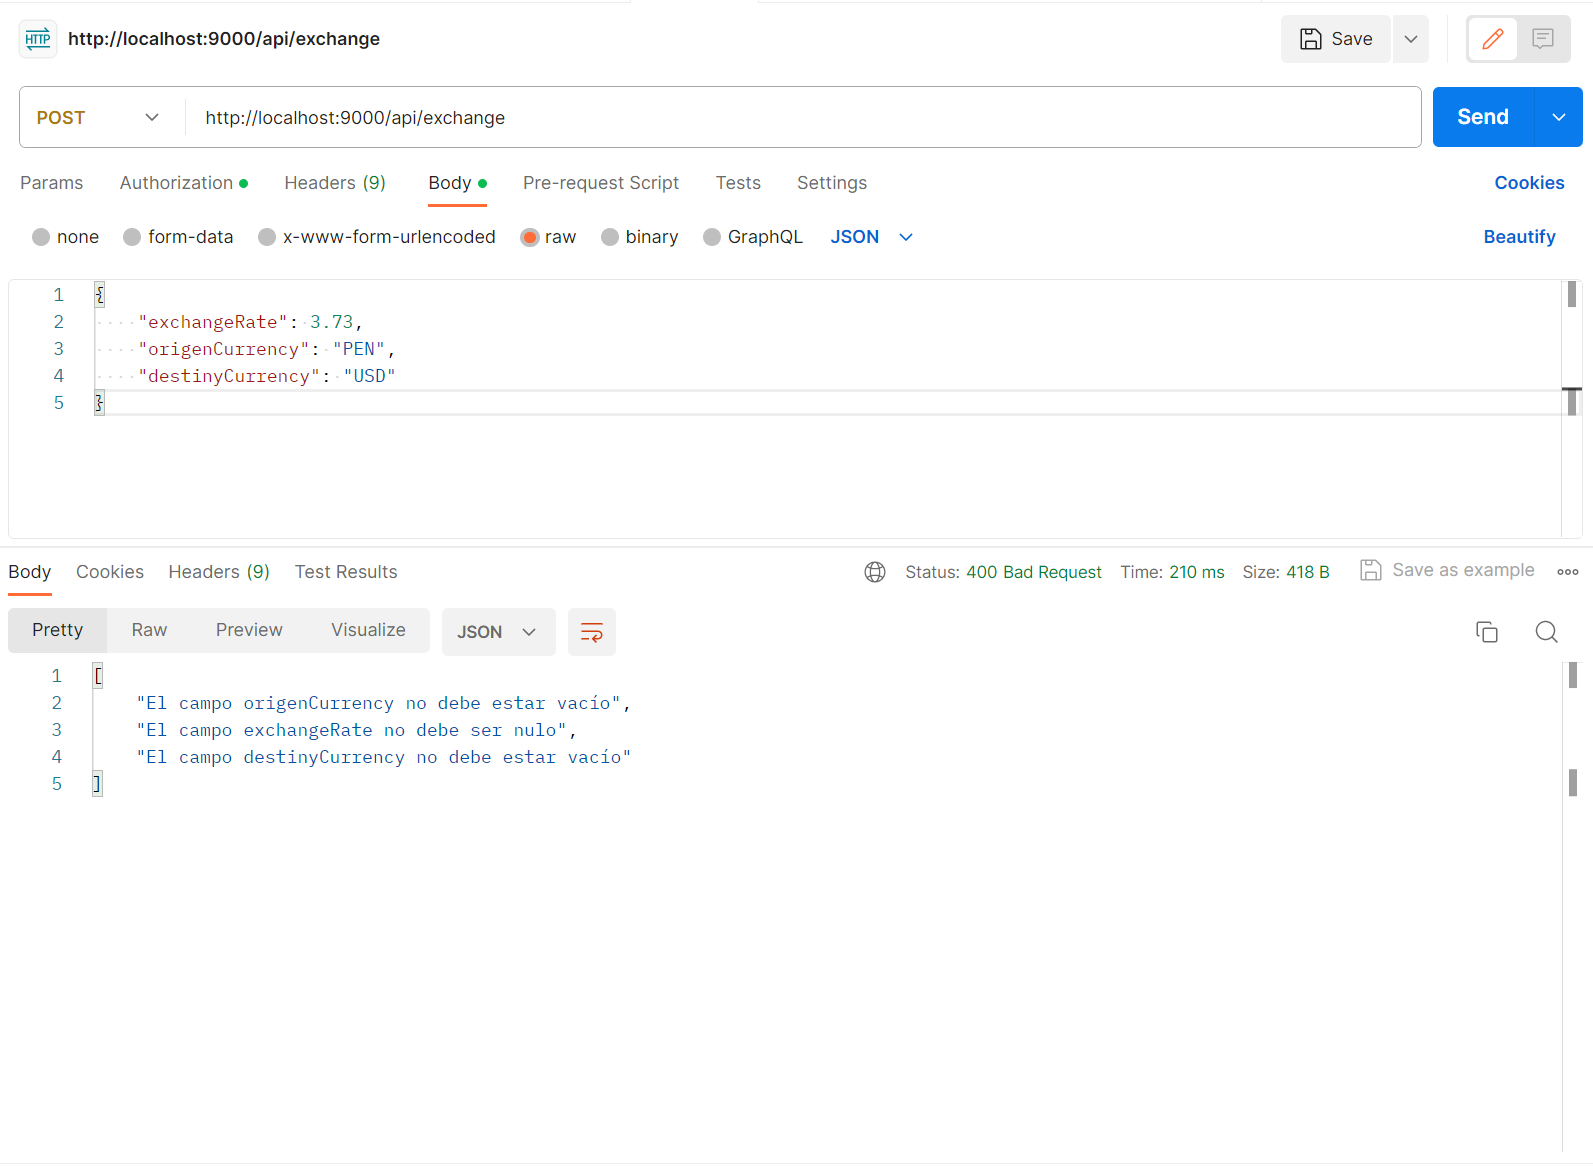 HTTP http://localhost:9000/api/exchange Save
POST http://localhost:9000/api/exchange Send
Params Authorization Headers (9) Body Pre-request Script Tests Settings Cookies
none form-data x-www-form-urlencoded raw binary GraphQL JSON Beautify
1 {
2 "exchangeRate": 3.73,
3 "origenCurrency": "PEN",
4 "destinyCurrency": "USD"
5 }
Body Cookies Headers (9) Test Results Status: 400 Bad Request Time: 210 ms Size: 418 B Save as example
Pretty Raw Preview Visualize JSON
1 [
2 "El campo origenCurrency no debe estar vacío",
3 "El campo exchangeRate no debe ser nulo",
4 "El campo destinyCurrency no debe estar vacío"
5 ]